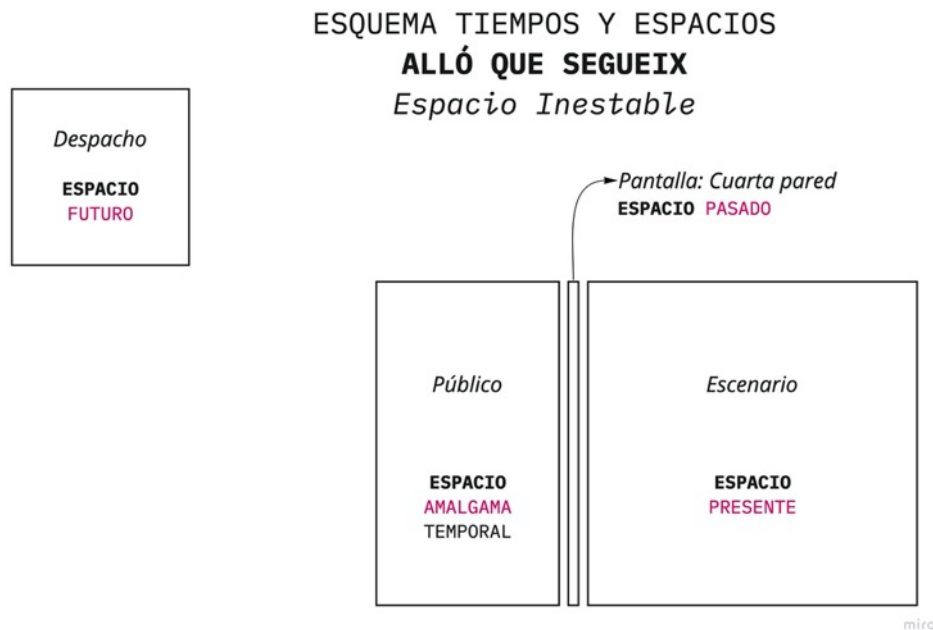 ESQUEMA TIEMPOS Y ESPACIOS
ALLÓ QUE SEGUEIX
Espacio Inestable
Despacho
ESPACIO
FUTURO
Pantalla: Cuarta pared
ESPACIO PASADO
Público
ESPACIO
AMALGAMA
TEMPORAL
Escenario
ESPACIO
PRESENTE
miro